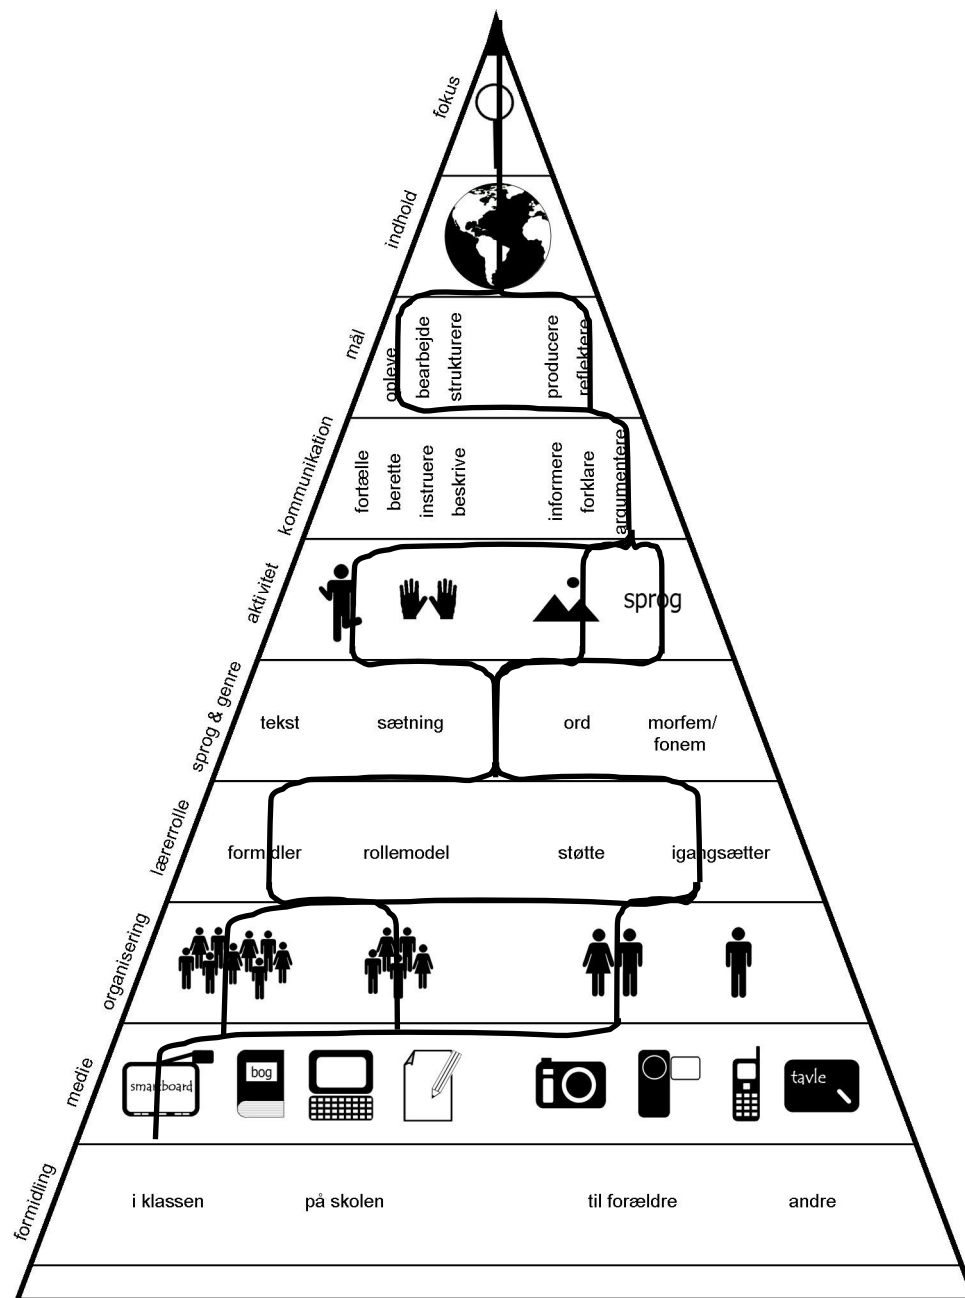 fokus
indhold
mål
opleve
bearbejde
strukturere
producere
reflektere
kommunikation
fortælle
berette
instruere
beskrive
informere
forklare
argumentere
aktivitet
sprog
sprog & genre
tekst sætning ord morfem/
fonem
lærerrolle
formidler rollemodel støtte igangsætter
organisering
medie
smartboard
bog
tavle
formidling
i klassen på skolen til forældre andre